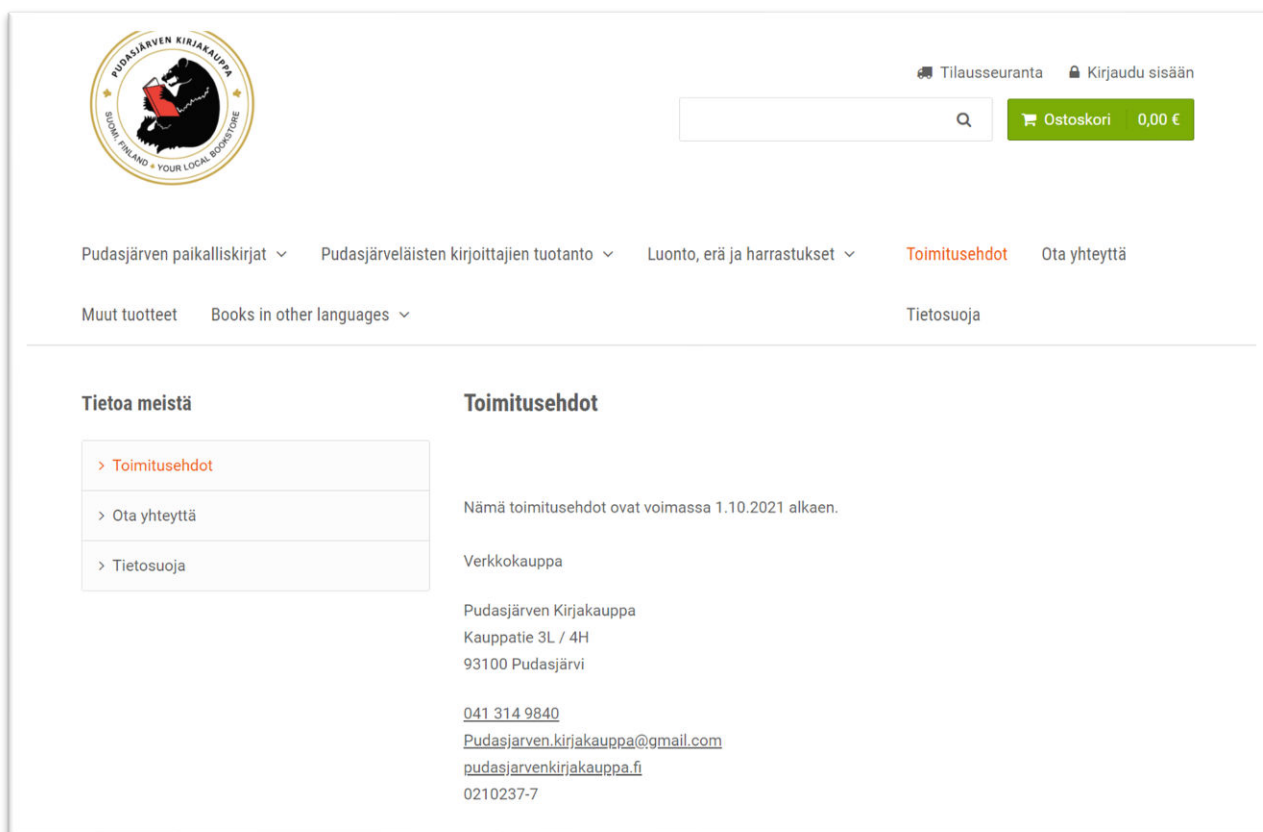 PUDASJÄRVEN KIRJAKAUPPA
SUOMI, FINLAND • YOUR LOCAL BOOKSTORE
Tilausseuranta Kirjaudu sisään
Ostoskori 0,00 €
Pudasjärven paikalliskirjat Pudasjärveläisten kirjoittajien tuotanto Luonto, erä ja harrastukset Toimitusehdot Ota yhteyttä
Muut tuotteet Books in other languages Tietosuoja
Tietoa meistä
> Toimitusehdot
> Ota yhteyttä
> Tietosuoja
Toimitusehdot
Nämä toimitusehdot ovat voimassa 1.10.2021 alkaen.
Verkkokauppa
Pudasjärven Kirjakauppa
Kauppatie 3L / 4H
93100 Pudasjärvi
041 314 9840
Pudasjarven.kirjakauppa@gmail.com
pudasjarvenkirjakauppa.fi
0210237-7